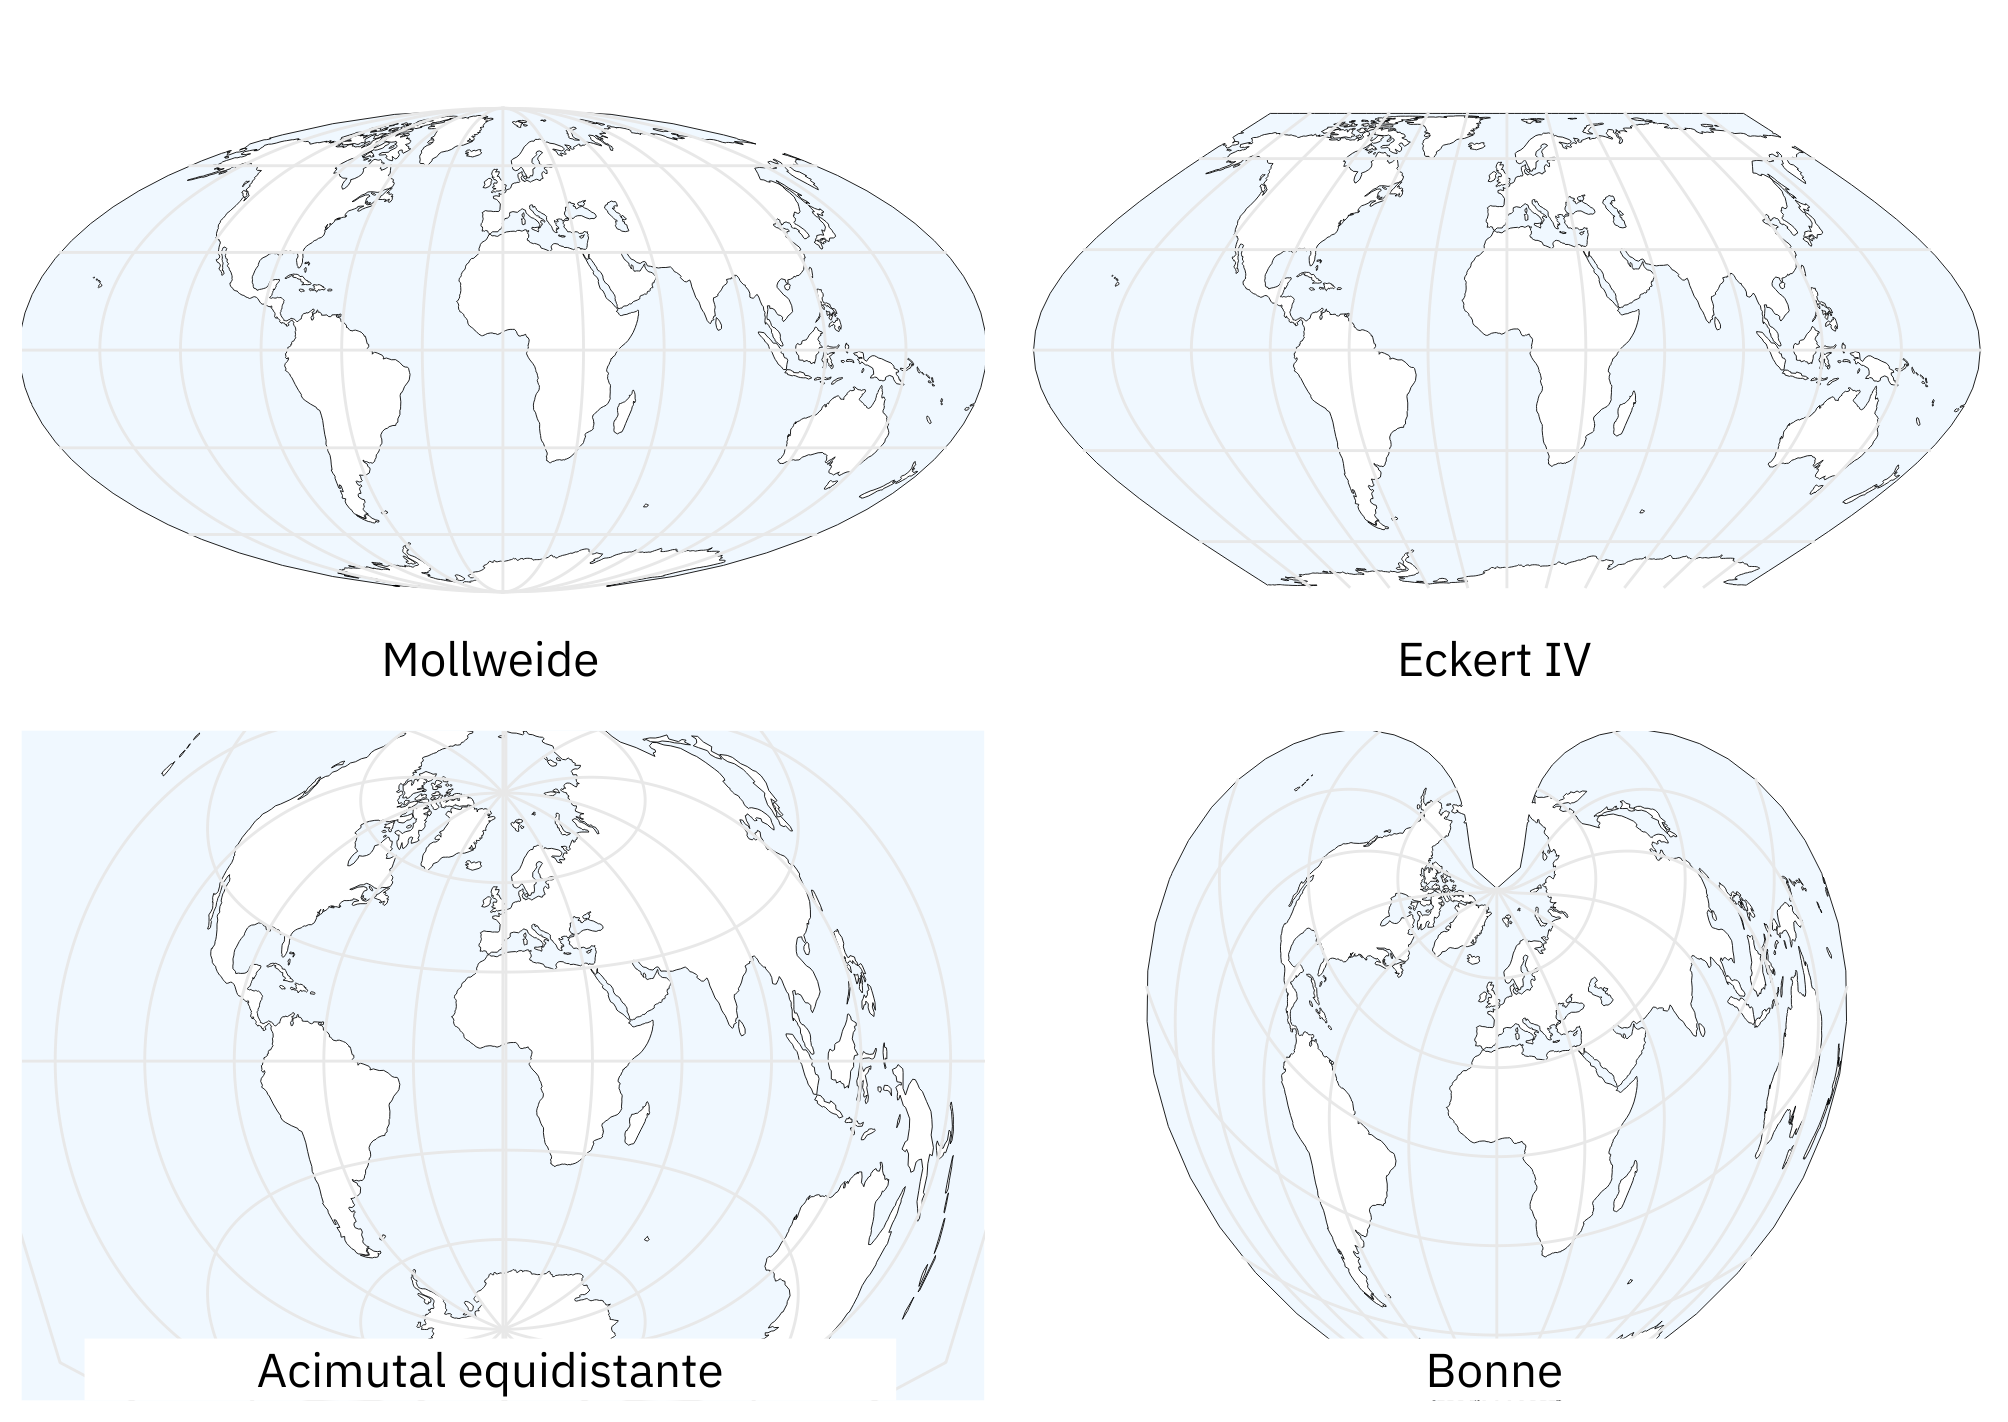 Mollweide
Eckert IV
Acimutal equidistante
Bonne